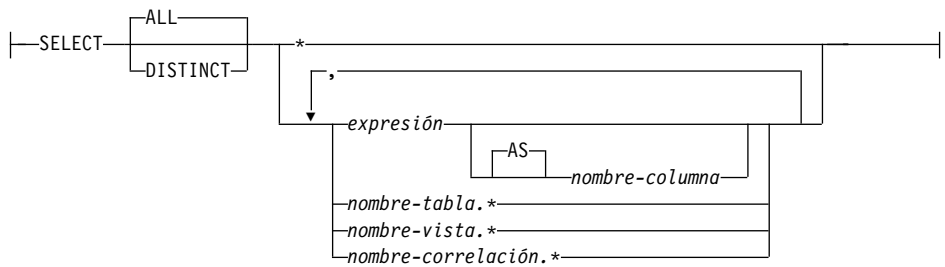 ALL
SELECT
*
DISTINCT
,
expresión
AS
nombre-columna
nombre-tabla.*
nombre-vista.*
nombre-correlación.*